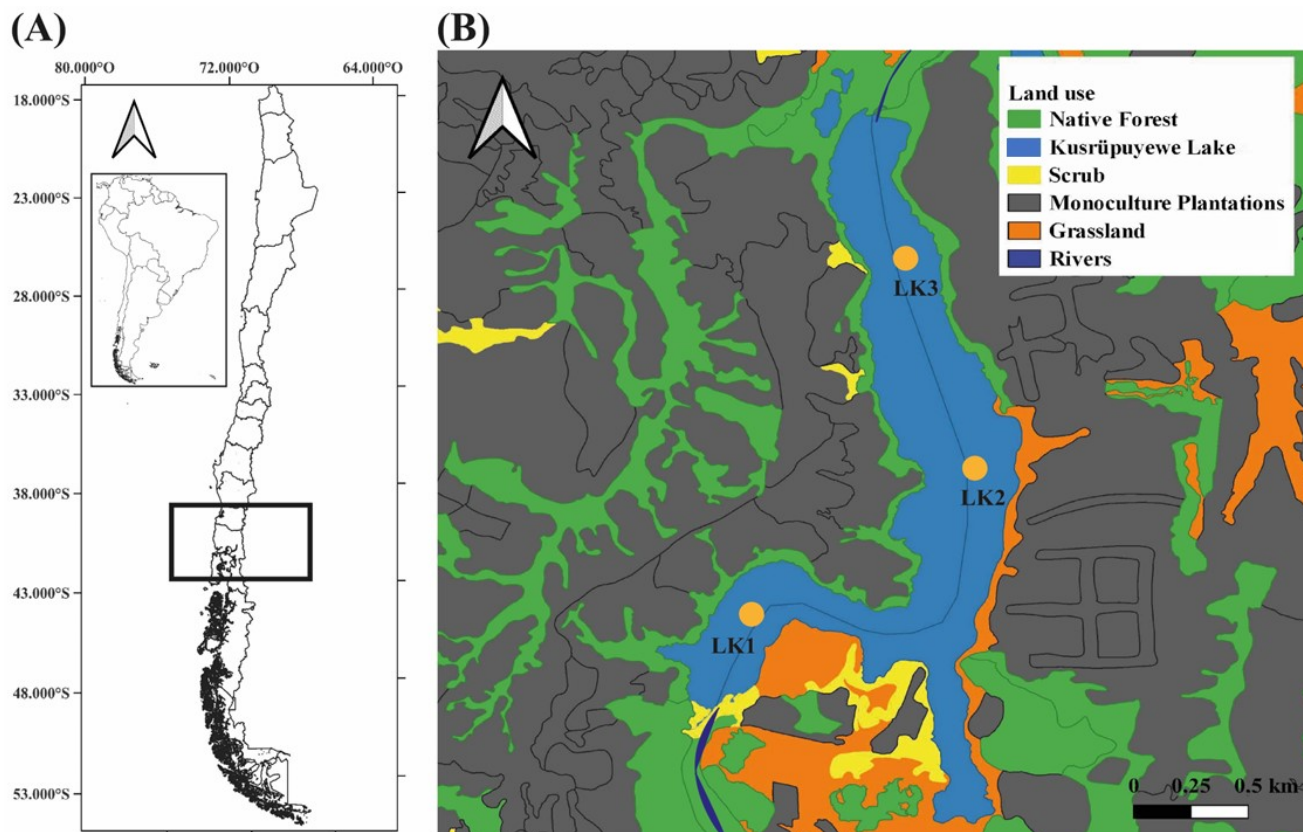 (A)
80.000°O 72.000°O 64.000°O
18.000°S
23.000°S
28.000°S
33.000°S
38.000°S
43.000°S
48.000°S
53.000°S
(B)
Land use
Native Forest
Kusrüpuyewe Lake
Scrub
Monoculture Plantations
Grassland
Rivers
LK3
LK2
LK1
0 0.25 0.5 km